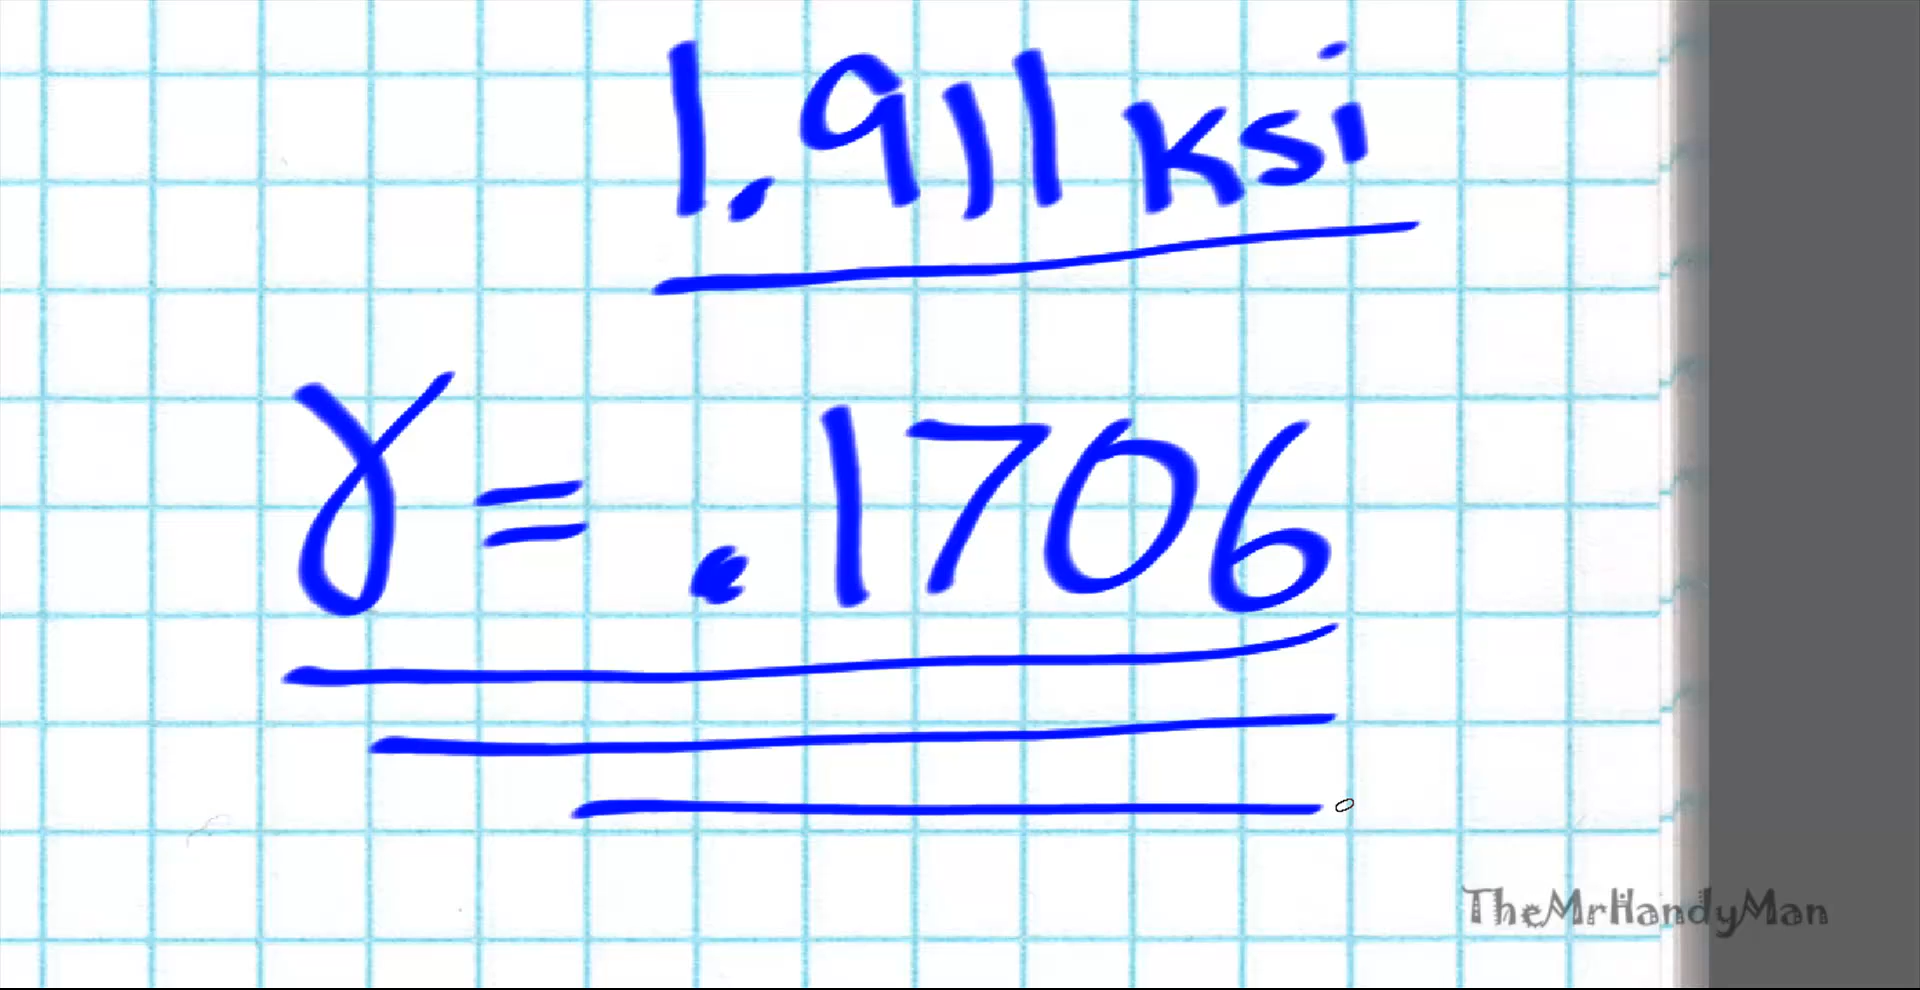 1.911 ksi
γ = .1706
TheMrHandyMan